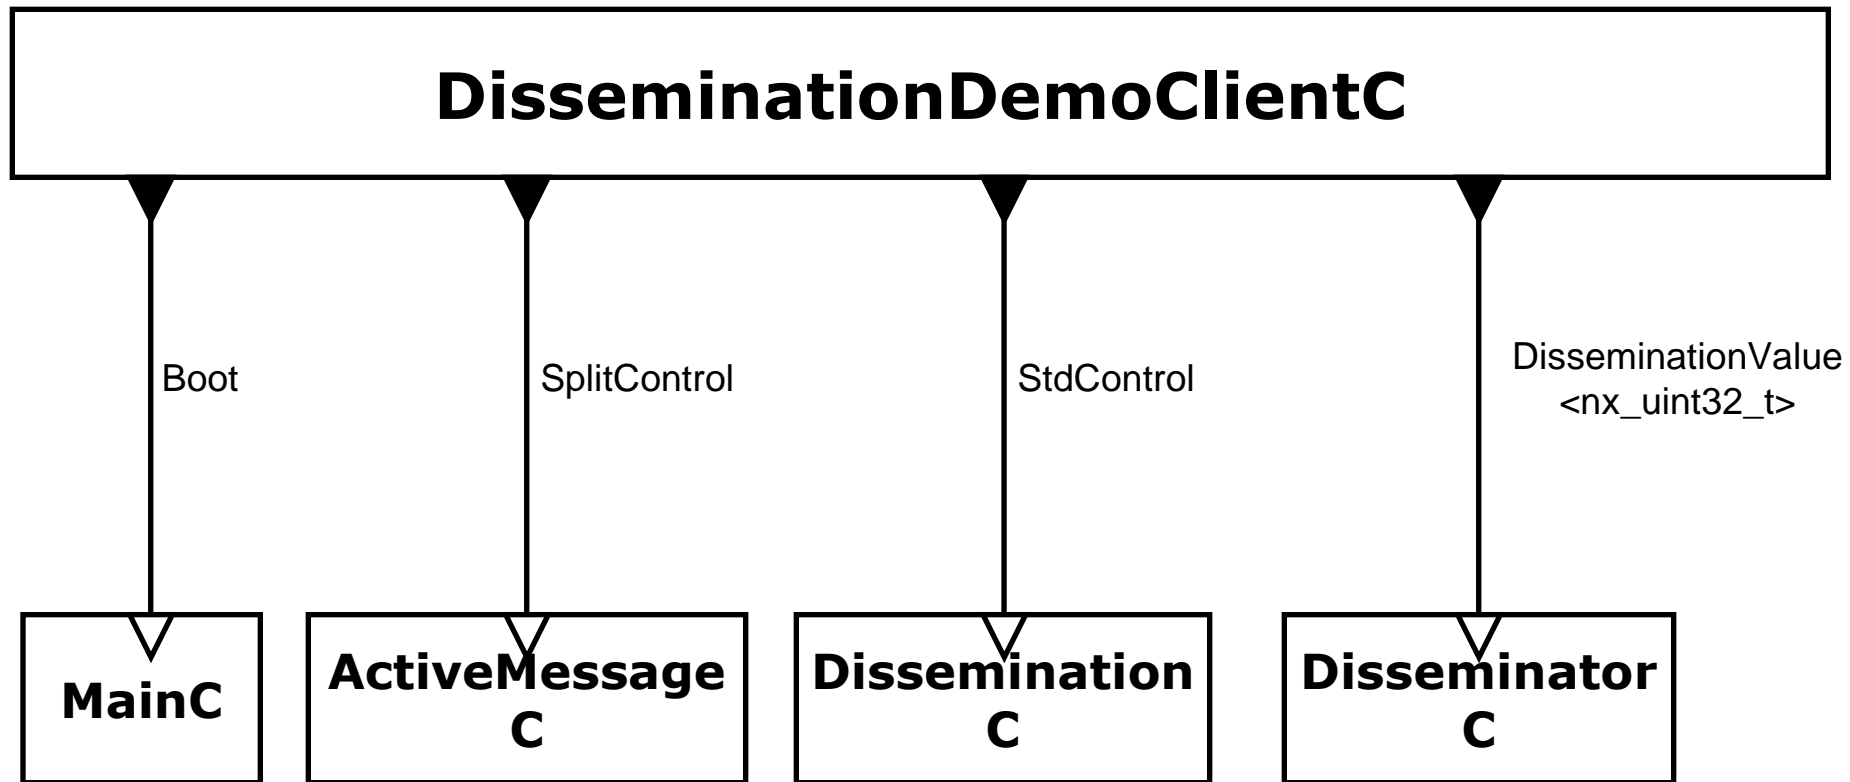 DisseminationDemoClientC
Boot
SplitControl
StdControl
DisseminationValue
<nx_uint32_t>
MainC
ActiveMessage
C
Dissemination
C
Disseminator
C